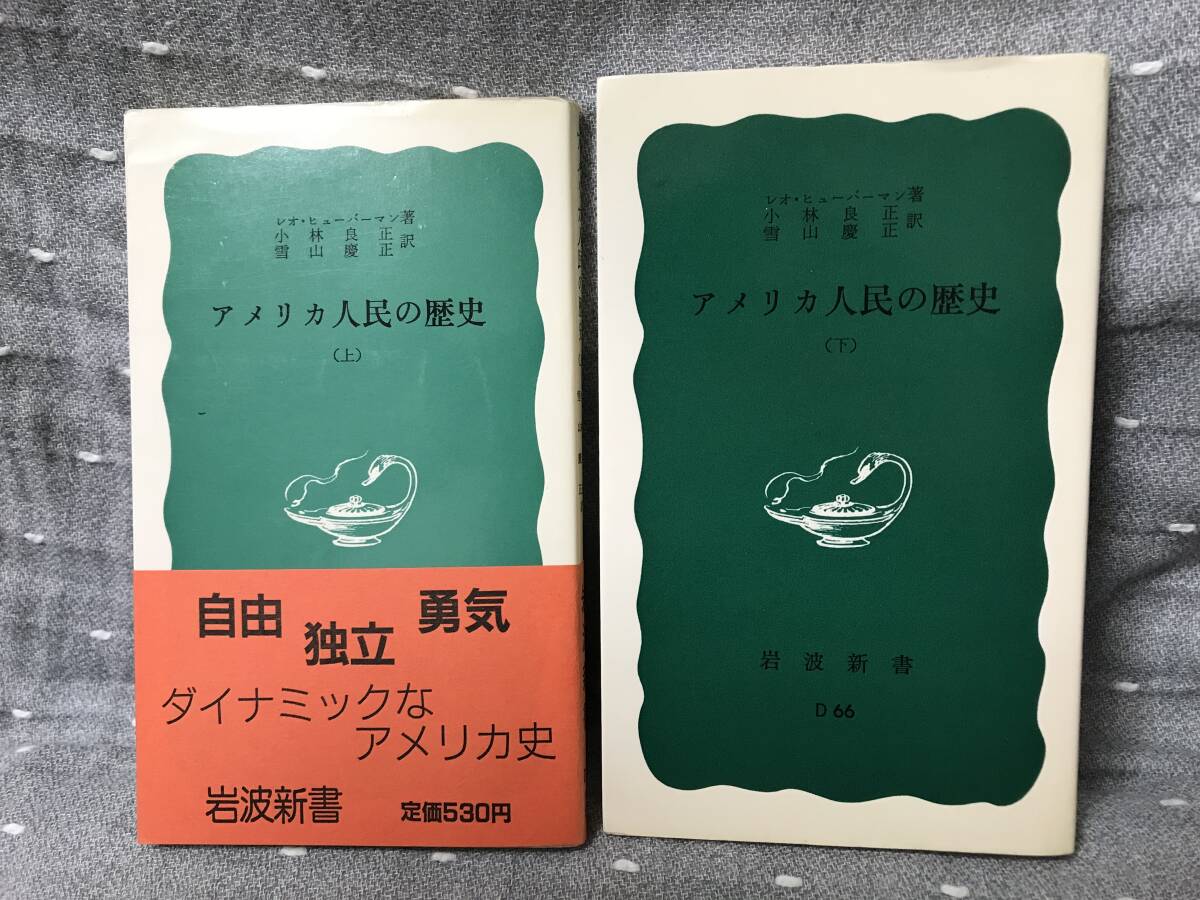 レオ・ヒューバーマン著
小林良正
雪山慶正訳
アメリカ人民の歴史
(上)
自由
独立
勇気
ダイナミックな
アメリカ史
岩波新書
定価530円
レオ・ヒューバーマン著
小林良正
雪山慶正訳
アメリカ人民の歴史
(下)
岩波新書
D 66